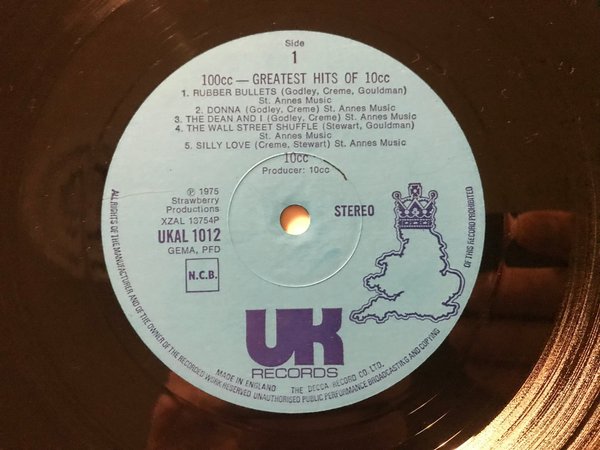 Side
1
100cc — GREATEST HITS OF 10cc
1. RUBBER BULLETS (Godley, Creme, Gouldman)
St. Annes Music
2. DONNA (Godley, Creme) St. Annes Music
3. THE DEAN AND I (Godley, Creme) St. Annes Music
4. THE WALL STREET SHUFFLE (Stewart, Gouldman)
St. Annes Music
5. SILLY LOVE (Creme, Stewart) St. Annes Music
10cc
Producer: 10cc
℗ 1975
Strawberry
Productions
XZAL 13754P
UKAL 1012
GEMA, PFD
N.C.B.
STEREO
UK
RECORDS
MADE IN ENGLAND THE DECCA RECORD CO. LTD.
ALL RIGHTS OF THE MANUFACTURER AND OF THE OWNER OF THE RECORDED WORK RESERVED UNAUTHORISED PUBLIC PERFORMANCE BROADCASTING AND COPYING
OF THIS RECORD PROHIBITED